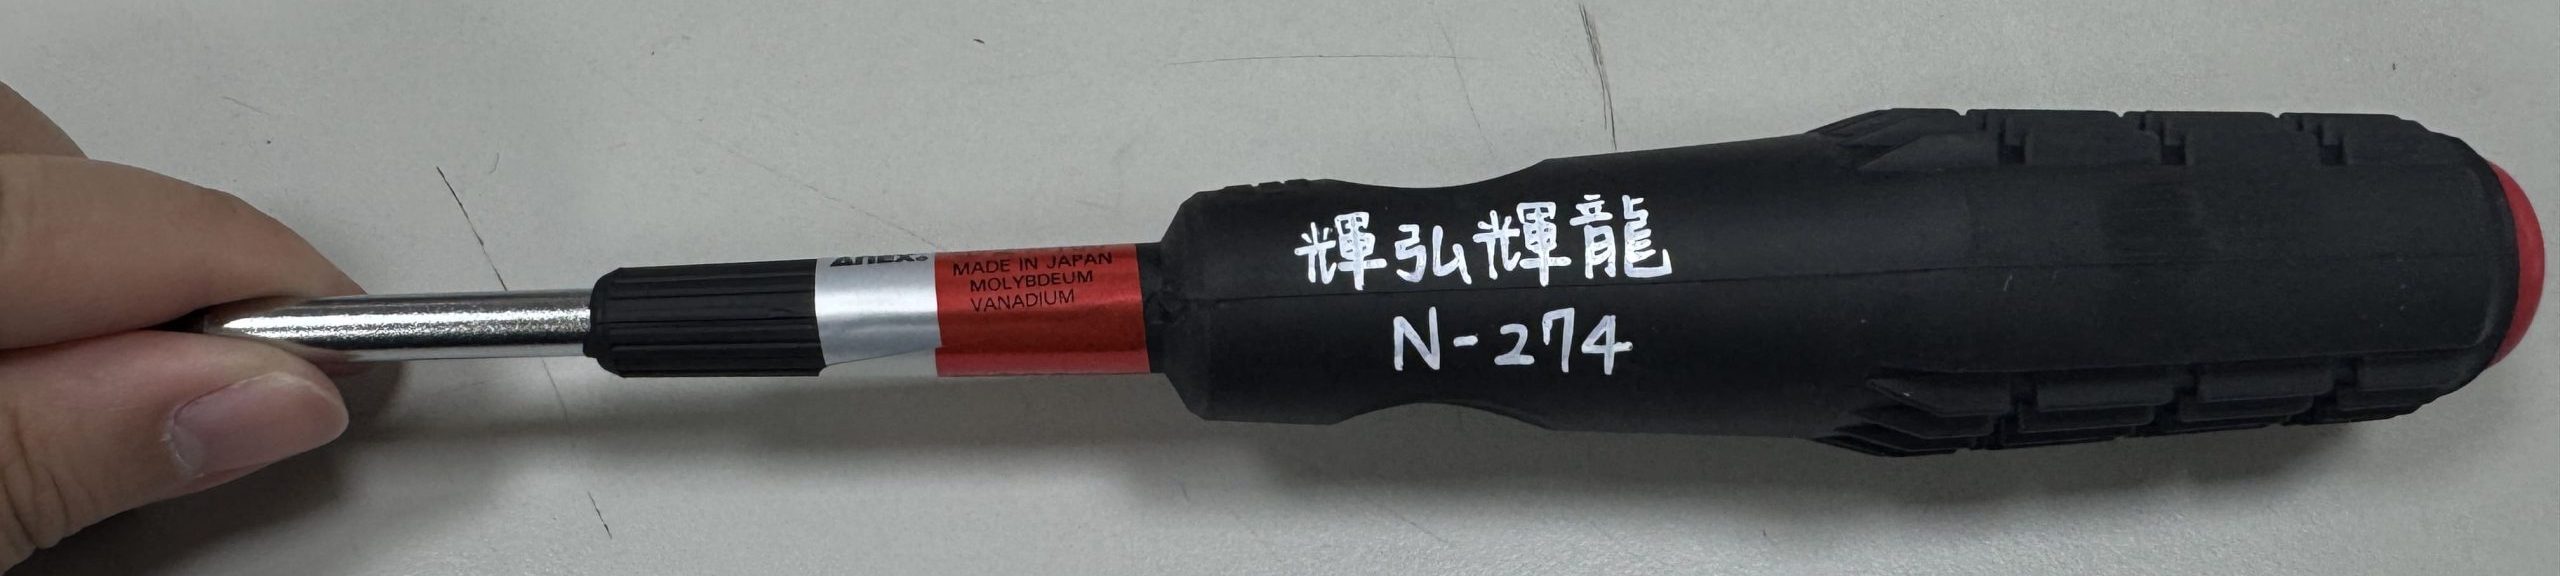 ANEX®
MADE IN JAPAN
MOLYBDEUM
VANADIUM
輝弘輝龍
N-274